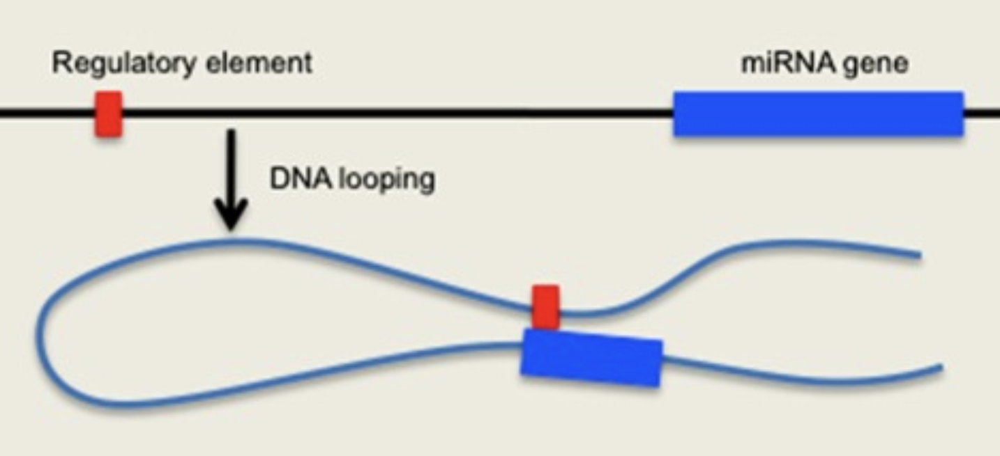 Regulatory element
miRNA gene
DNA looping